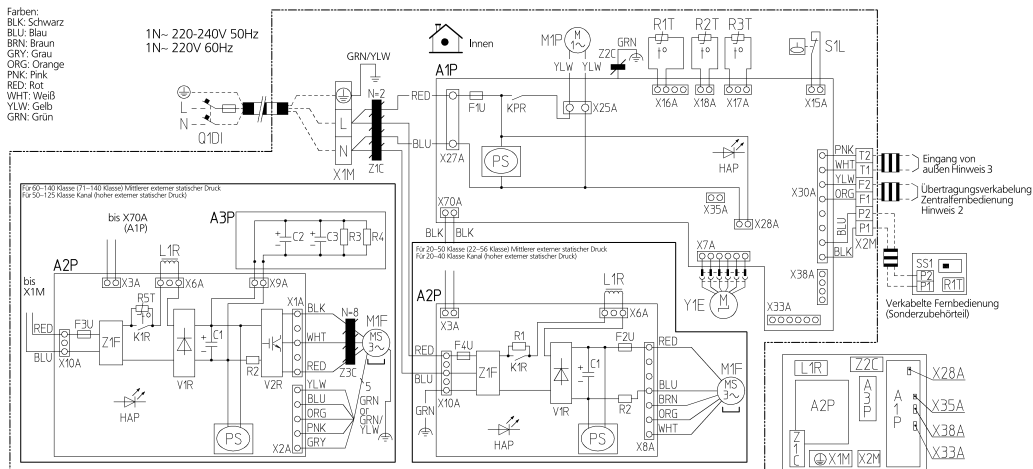 Farben:
BLK: Schwarz
BLU: Blau
BRN: Braun
GRY: Grau
ORG: Orange
PNK: Pink
RED: Rot
WHT: Weiß
YLW: Gelb
GRN: Grün
1N~ 220-240V 50Hz
1N~ 220V 60Hz
L
N
Q1DI
GRN/YLW
L
N
X1M
N=2
Z1C
RED
BLU
Innen
A1P
X27A
F1U
KPR
PS
HAP
M1P
M
1~
YLW YLW
X25A
Z2C
GRN
R1T R2T R3T
t° t° t°
X16A X18A X17A
S1L
X15A
X35A
X28A
X70A
BLK BLK
X7A
Y1E
M
X33A
X38A
X30A
PNK T2
WHT T1
YLW F2
ORG F1
BLU P2
BLK P1
X2M
Eingang von
außen Hinweis 3
Übertragungsverkabelung
Zentralfernbedienung
Hinweis 2
SS1
P2
P1
R1T
Verkabelte Fernbedienung
(Sonderzubehörteil)
Für 60–140 Klasse (71–140 Klasse) Mittlerer externer statischer Druck
Für 50–125 Klasse Kanal (hoher externer statischer Druck)
bis X70A
(A1P)
A3P
C2 C3 R3 R4
L1R
A2P
X3A X6A X9A
bis
X1M
RED
BLU
X10A
F3U
Z1F
R5T
K1R
V1R
C1
R2
V2R
HAP
PS
X1A
BLK
WHT
RED
N=8
Z3C
M1F
MS
3~
5
GRN
or
GRN/
YLW
YLW
BLU
ORG
PNK
GRY
X2A
Für 20–50 Klasse (22–56 Klasse) Mittlerer externer statischer Druck
Für 20–40 Klasse Kanal (hoher externer statischer Druck)
A2P
L1R
X3A
X6A
RED
BLU
GRN
X10A
F4U
Z1F
R1
K1R
V1R
C1
F2U
R2
HAP
PS
X8A
RED
BLU
BRN
ORG
WHT
M1F
MS
3~
L1R
Z2C
A2P
A3P
A1P
Z1C
X1M
X2M
X28A
X35A
X38A
X33A